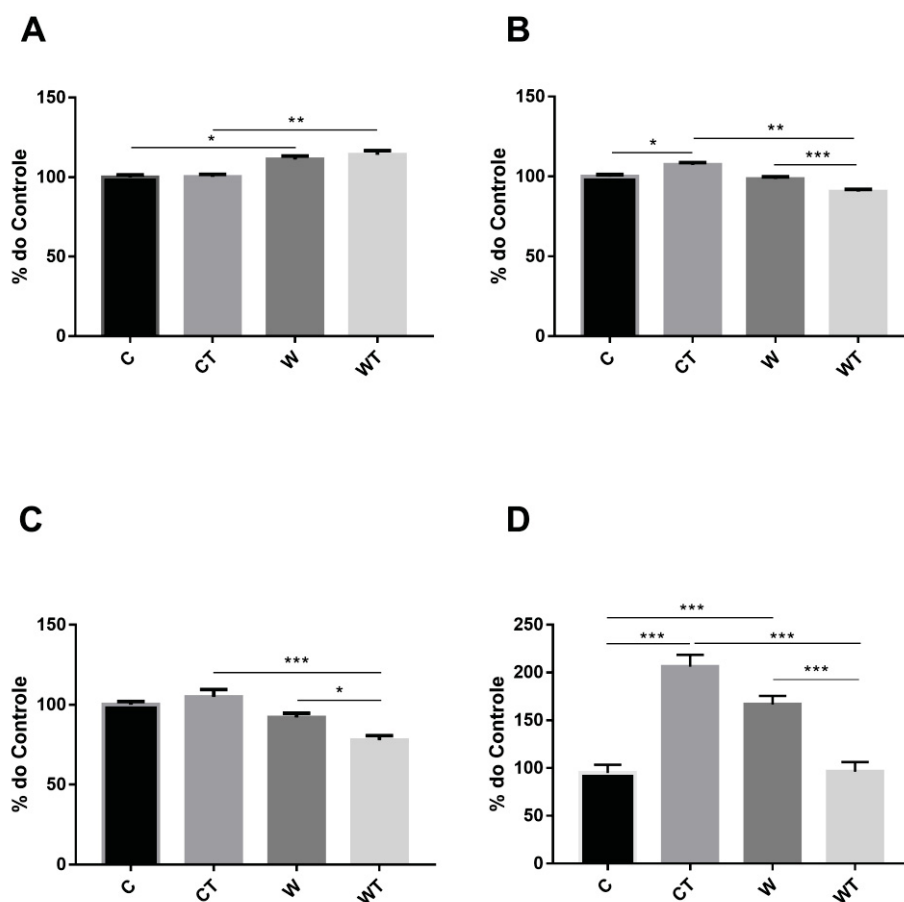 A
% do Controle
150
100
50
0
*
**
C
CT
W
WT
B
% do Controle
150
100
50
0
*
**
***
C
CT
W
WT
C
% do Controle
150
100
50
0
***
*
C
CT
W
WT
D
% do Controle
250
200
150
100
50
0
***
***
***
***
C
CT
W
WT